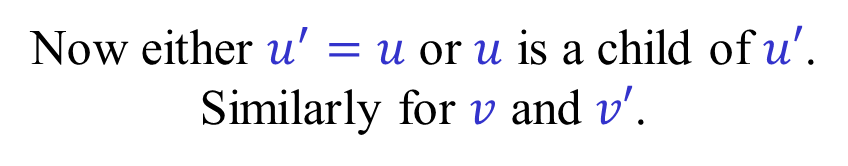 Now either u′ = u or u is a child of u′.
Similarly for v and v′.